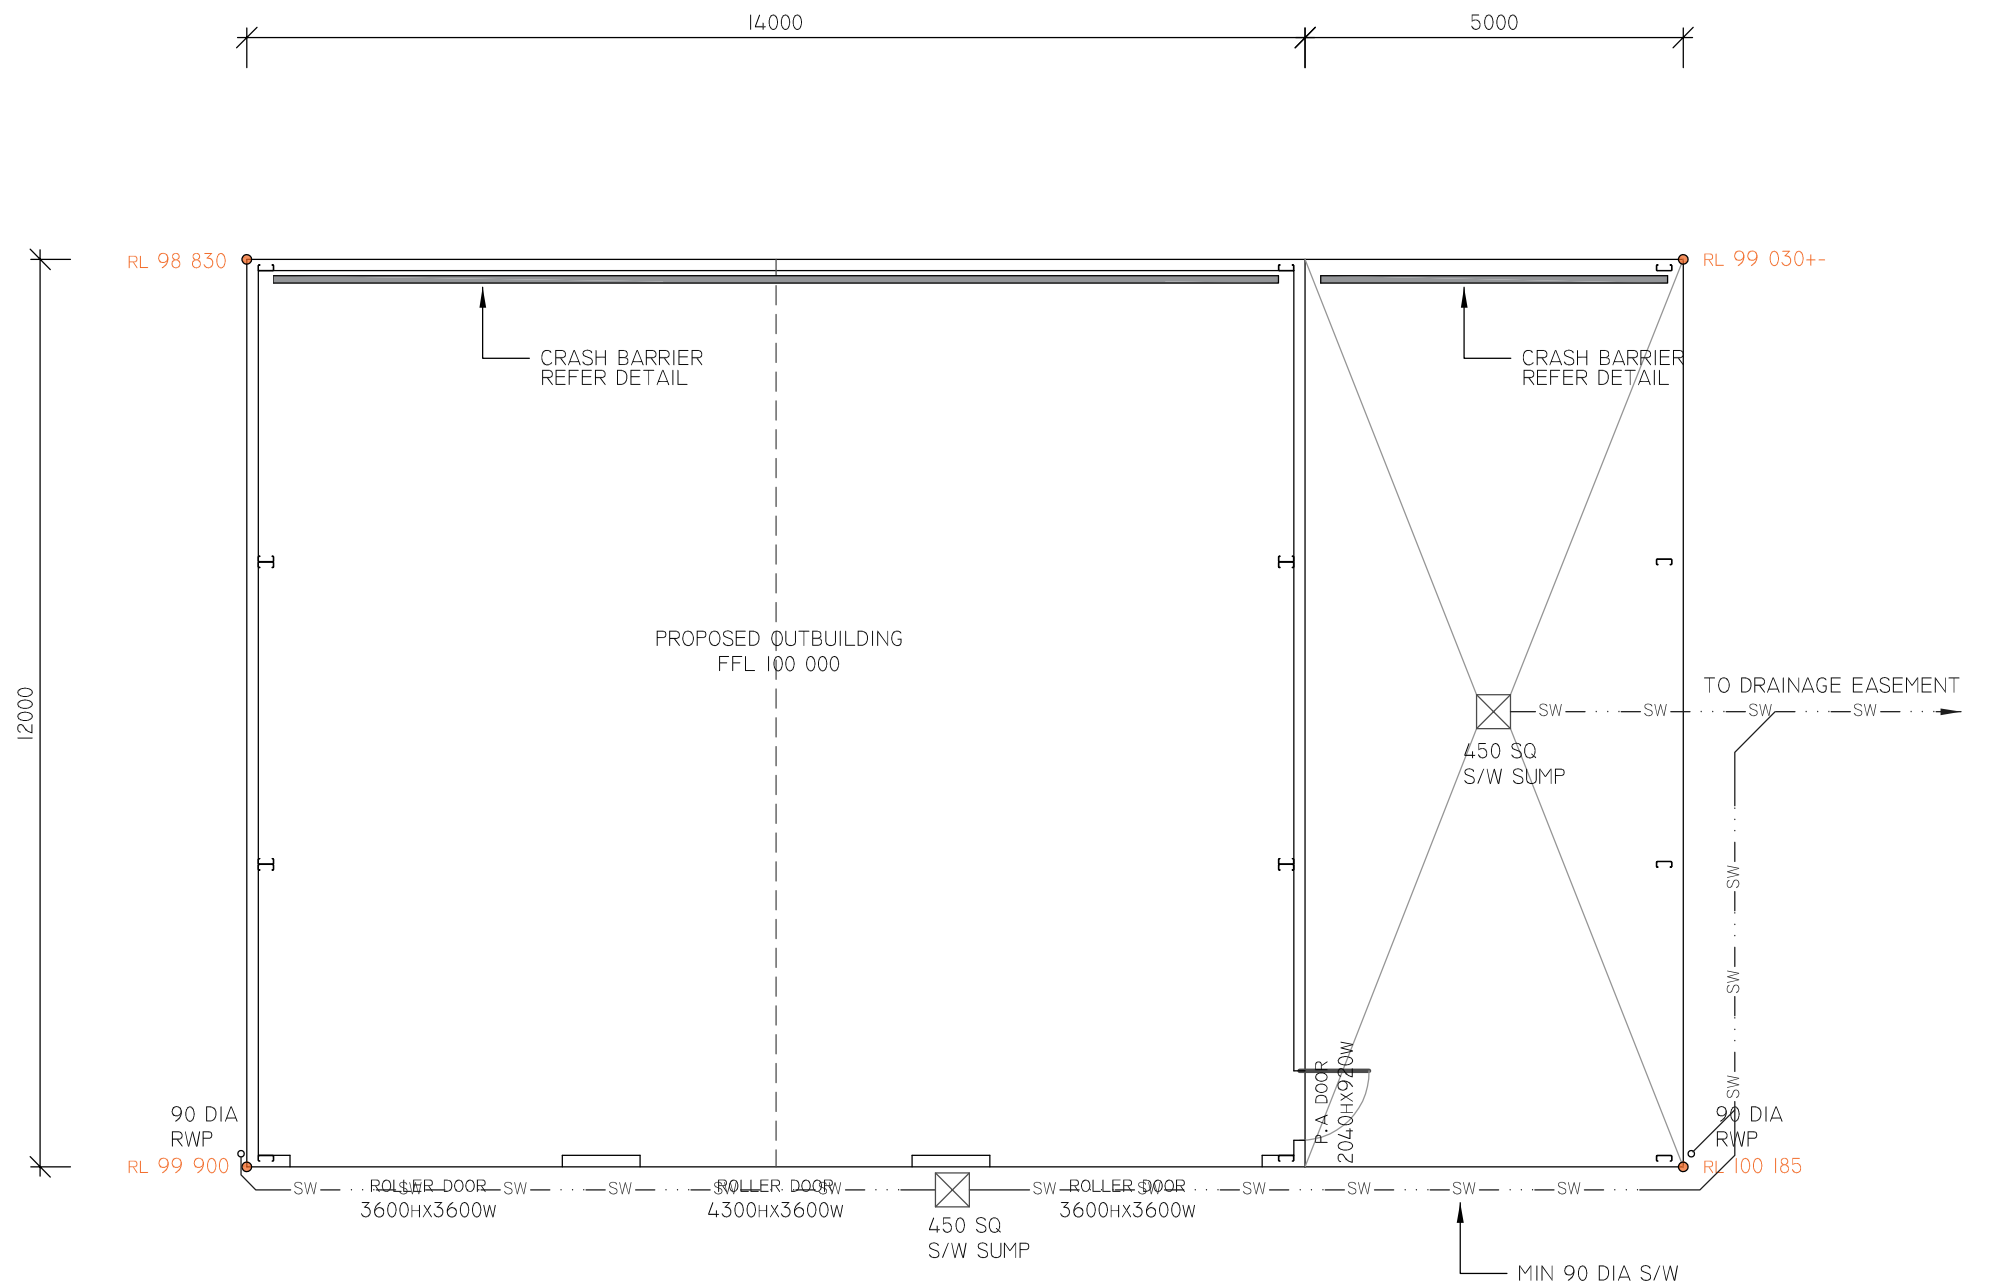 14000
5000
RL 98 830
RL 99 030+-
CRASH BARRIER
REFER DETAIL
CRASH BARRIER
REFER DETAIL
PROPOSED OUTBUILDING
FFL 100 000
12000
TO DRAINAGE EASEMENT
SW SW SW SW
450 SQ
S/W SUMP
SW
SW
SW
P.A DOOR
2040HX920W
90 DIA
RWP
90 DIA
RWP
RL 99 900
RL 100 185
SW SW SW SW SW SW SW SW SW SW SW SW
ROLLER DOOR
3600HX3600W
ROLLER DOOR
4300HX3600W
ROLLER DOOR
3600HX3600W
450 SQ
S/W SUMP
MIN 90 DIA S/W